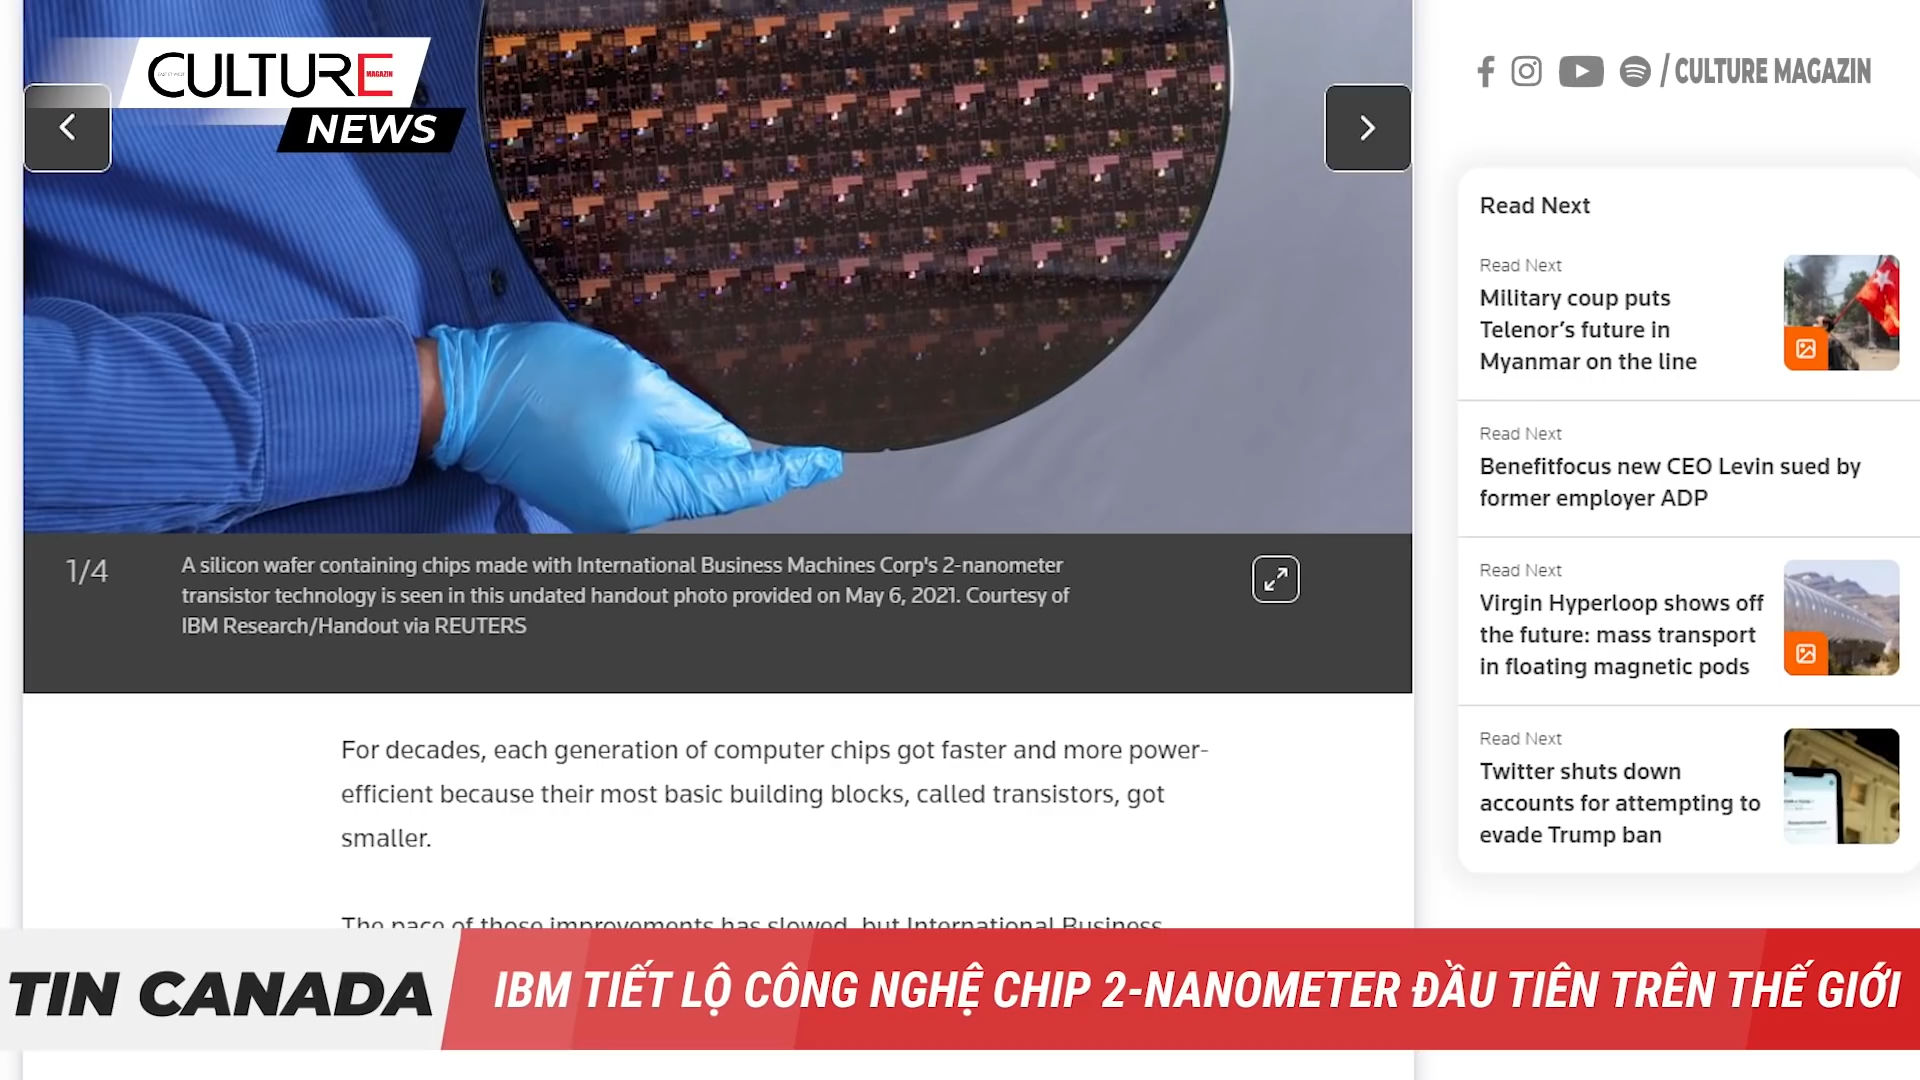 CULTURE
MAGAZIN
NEWS
/ CULTURE MAGAZIN
1/4
A silicon wafer containing chips made with International Business Machines Corp's 2-nanometer
transistor technology is seen in this undated handout photo provided on May 6, 2021. Courtesy of
IBM Research/Handout via REUTERS
For decades, each generation of computer chips got faster and more power-
efficient because their most basic building blocks, called transistors, got
smaller.
The pace of those improvements has slowed, but International Business
Read Next
Read Next
Military coup puts
Telenor’s future in
Myanmar on the line
Read Next
Benefitfocus new CEO Levin sued by
former employer ADP
Read Next
Virgin Hyperloop shows off
the future: mass transport
in floating magnetic pods
Read Next
Twitter shuts down
accounts for attempting to
evade Trump ban
TIN CANADA
IBM TIẾT LỘ CÔNG NGHỆ CHIP 2-NANOMETER ĐẦU TIÊN TRÊN THẾ GIỚI